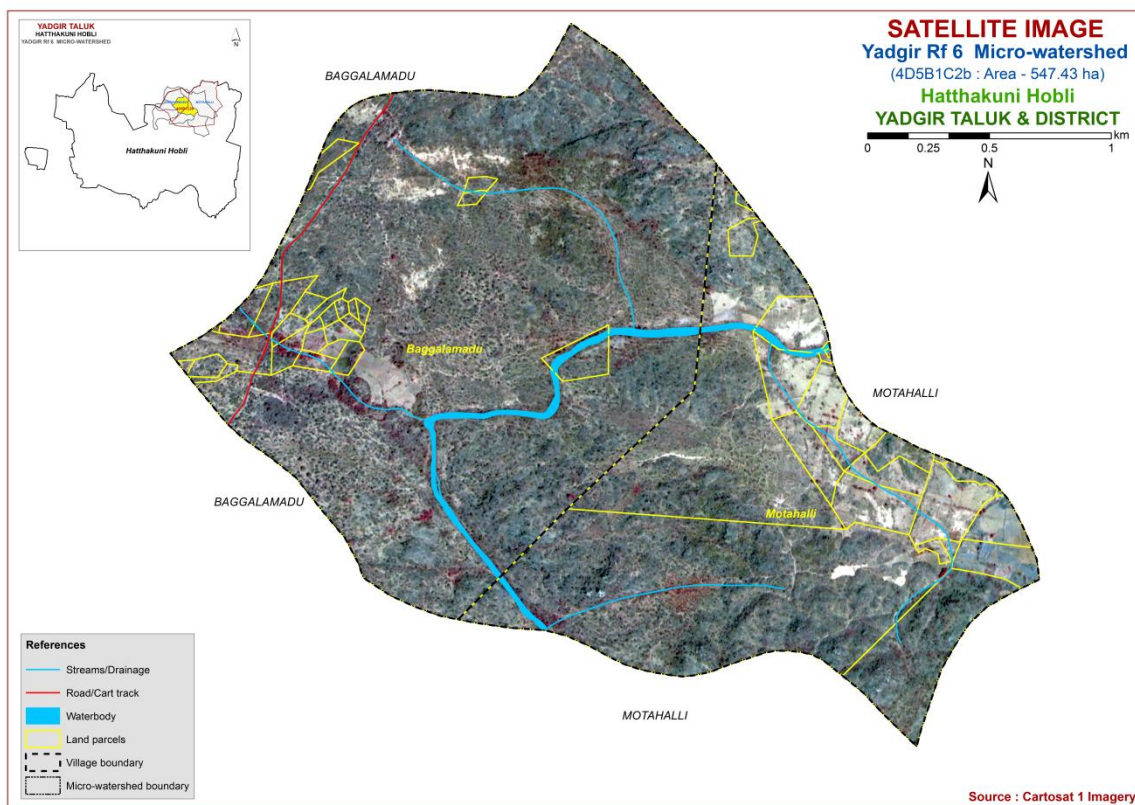 YADGIR TALUK
HATTHAKUNI HOBLI
YADGIR Rf 6 MICRO-WATERSHED
N
Hatthakuni Hobli
SATELLITE IMAGE
Yadgir Rf 6 Micro-watershed
(4D5B1C2b : Area - 547.43 ha)
Hatthakuni Hobli
YADGIR TALUK & DISTRICT
km
0 0.25 0.5 1
N
BAGGALAMADU
Baggalamadu
MOTAHALLI
BAGGALAMADU
Motahalli
MOTAHALLI
References
Streams/Drainage
Road/Cart track
Waterbody
Land parcels
Village boundary
Micro-watershed boundary
Source : Cartosat 1 Imagery